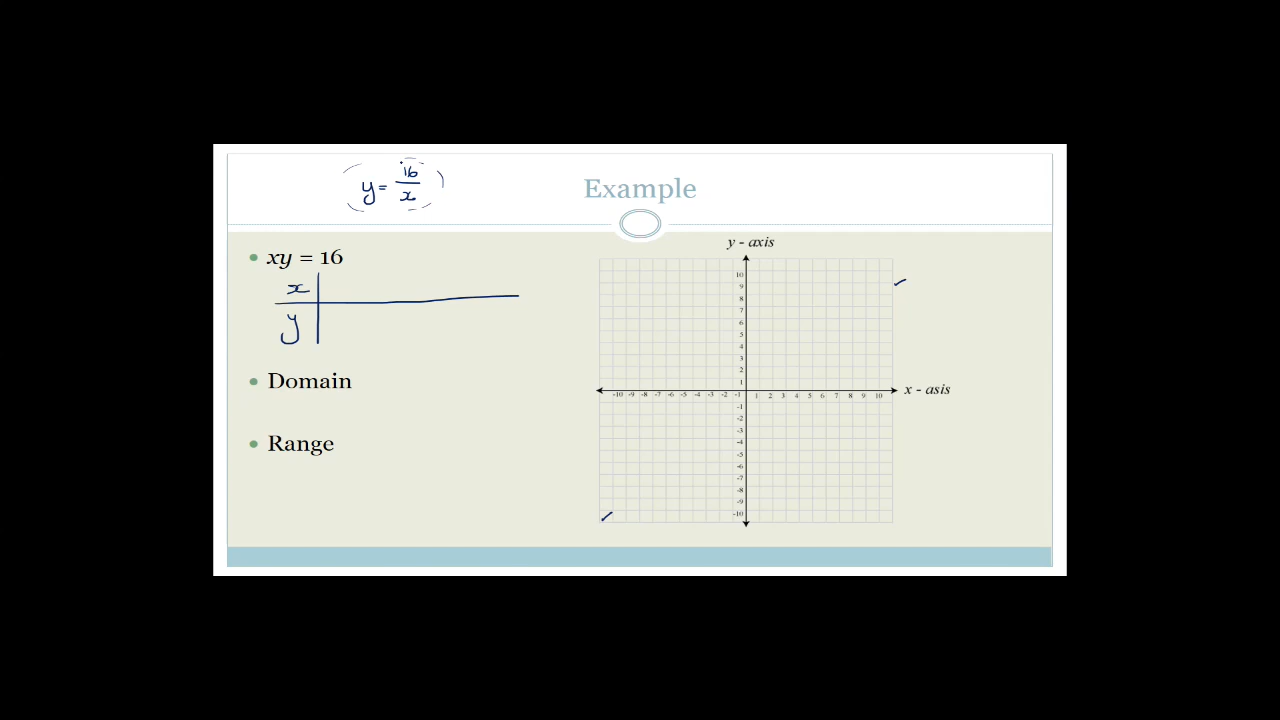 y = 16/x
Example
xy = 16
x
y
Domain
Range
y - axis
10
9
8
7
6
5
4
3
2
1
-10 -9 -8 -7 -6 -5 -4 -3 -2 -1 1 2 3 4 5 6 7 8 9 10 x - asis
-1
-2
-3
-4
-5
-6
-7
-8
-9
-10